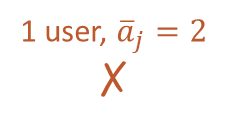 1 user, āⱼ = 2
X